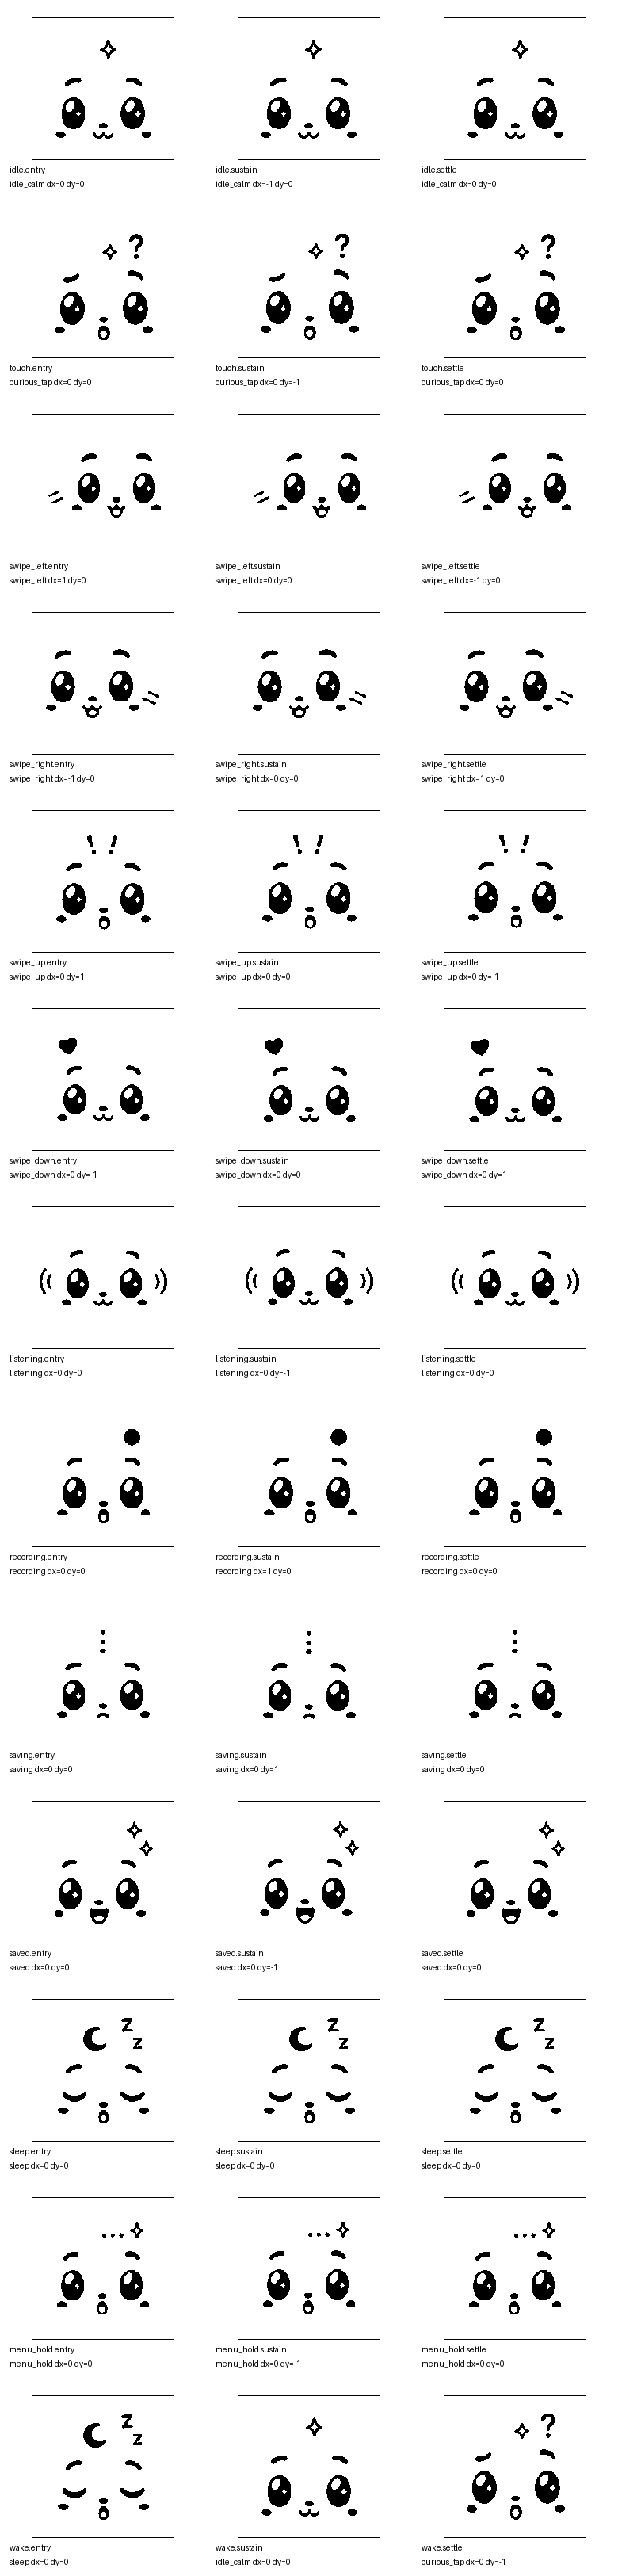 idle.entry idle.sustain idle.settle
idle_calm dx=0 dy=0 idle_calm dx=-1 dy=0 idle_calm dx=0 dy=0
? ? ?
touch.entry touch.sustain touch.settle
curious_tap dx=0 dy=0 curious_tap dx=0 dy=-1 curious_tap dx=0 dy=0
swipe_left.entry swipe_left.sustain swipe_left.settle
swipe_left dx=1 dy=0 swipe_left dx=0 dy=0 swipe_left dx=-1 dy=0
swipe_right.entry swipe_right.sustain swipe_right.settle
swipe_right dx=-1 dy=0 swipe_right dx=0 dy=0 swipe_right dx=1 dy=0
! ! ! ! ! !
swipe_up.entry swipe_up.sustain swipe_up.settle
swipe_up dx=0 dy=1 swipe_up dx=0 dy=0 swipe_up dx=0 dy=-1
swipe_down.entry swipe_down.sustain swipe_down.settle
swipe_down dx=0 dy=-1 swipe_down dx=0 dy=0 swipe_down dx=0 dy=1
listening.entry listening.sustain listening.settle
listening dx=0 dy=0 listening dx=0 dy=-1 listening dx=0 dy=0
recording.entry recording.sustain recording.settle
recording dx=0 dy=0 recording dx=1 dy=0 recording dx=0 dy=0
saving.entry saving.sustain saving.settle
saving dx=0 dy=0 saving dx=0 dy=1 saving dx=0 dy=0
saved.entry saved.sustain saved.settle
saved dx=0 dy=0 saved dx=0 dy=-1 saved dx=0 dy=0
Z Z Z Z Z Z
sleep.entry sleep.sustain sleep.settle
sleep dx=0 dy=0 sleep dx=0 dy=0 sleep dx=0 dy=0
... ... ...
menu_hold.entry menu_hold.sustain menu_hold.settle
menu_hold dx=0 dy=0 menu_hold dx=0 dy=-1 menu_hold dx=0 dy=0
Z Z ?
wake.entry wake.sustain wake.settle
sleep dx=0 dy=0 idle_calm dx=0 dy=0 curious_tap dx=0 dy=-1